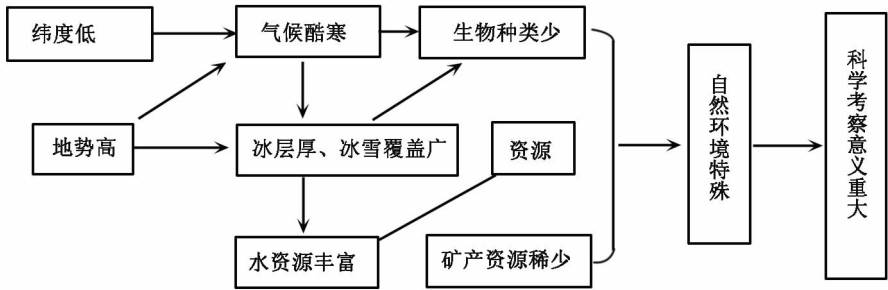 纬度低
气候酷寒
生物种类少
地势高
冰层厚、冰雪覆盖广
资源
水资源丰富
矿产资源稀少
自然环境特殊
科学考察意义重大